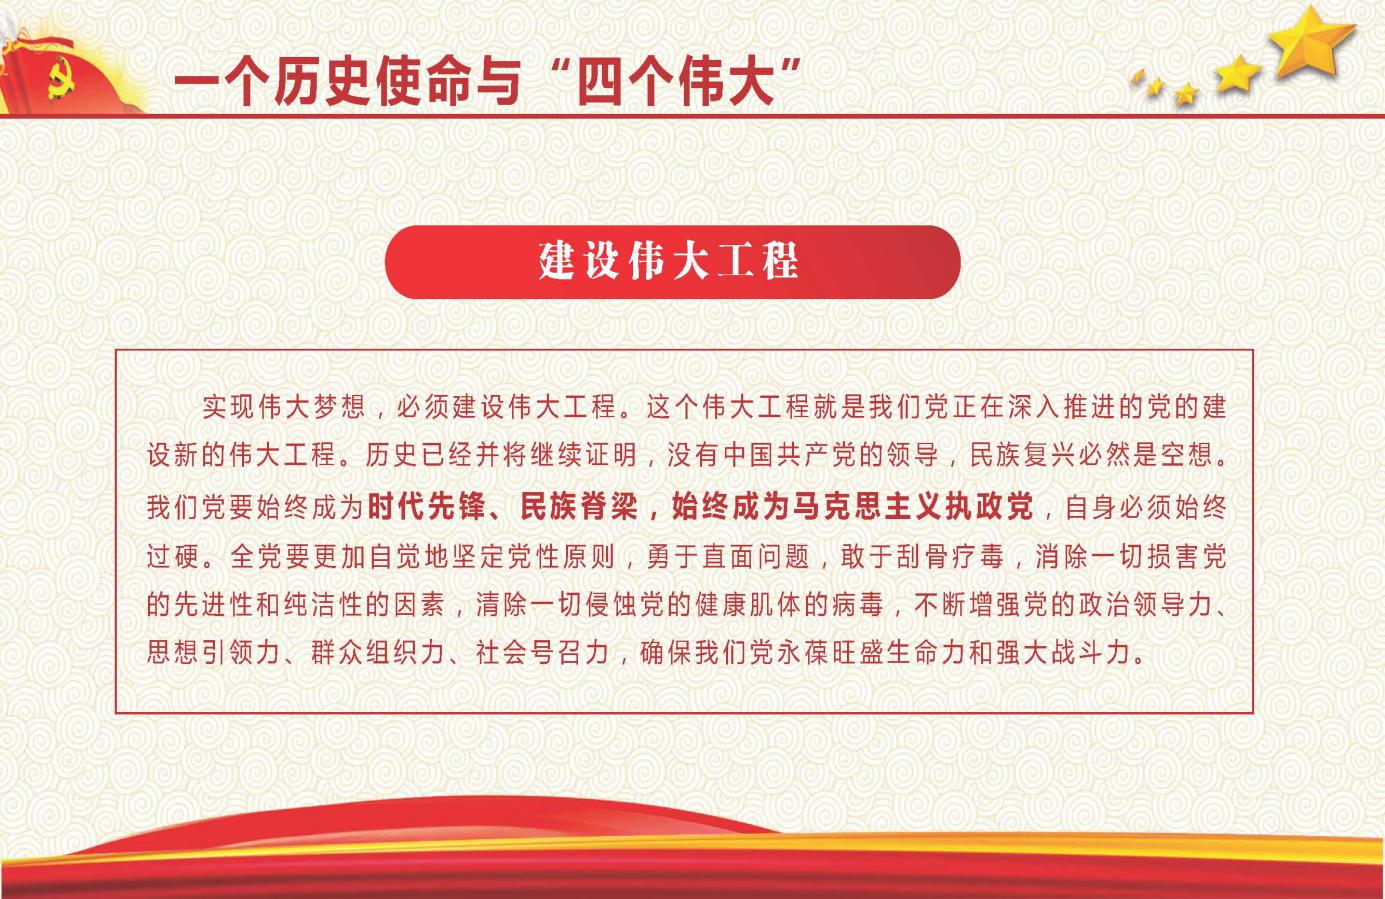 一个历史使命与“四个伟大”
建设伟大工程
实现伟大梦想，必须建设伟大工程。这个伟大工程就是我们党正在深入推进的党的建
设新的伟大工程。历史已经并将继续证明，没有中国共产党的领导，民族复兴必然是空想。
我们党要始终成为时代先锋、民族脊梁，始终成为马克思主义执政党，自身必须始终
过硬。全党要更加自觉地坚定党性原则，勇于直面问题，敢于刮骨疗毒，消除一切损害党
的先进性和纯洁性的因素，清除一切侵蚀党的健康肌体的病毒，不断增强党的政治领导力、
思想引领力、群众组织力、社会号召力，确保我们党永葆旺盛生命力和强大战斗力。